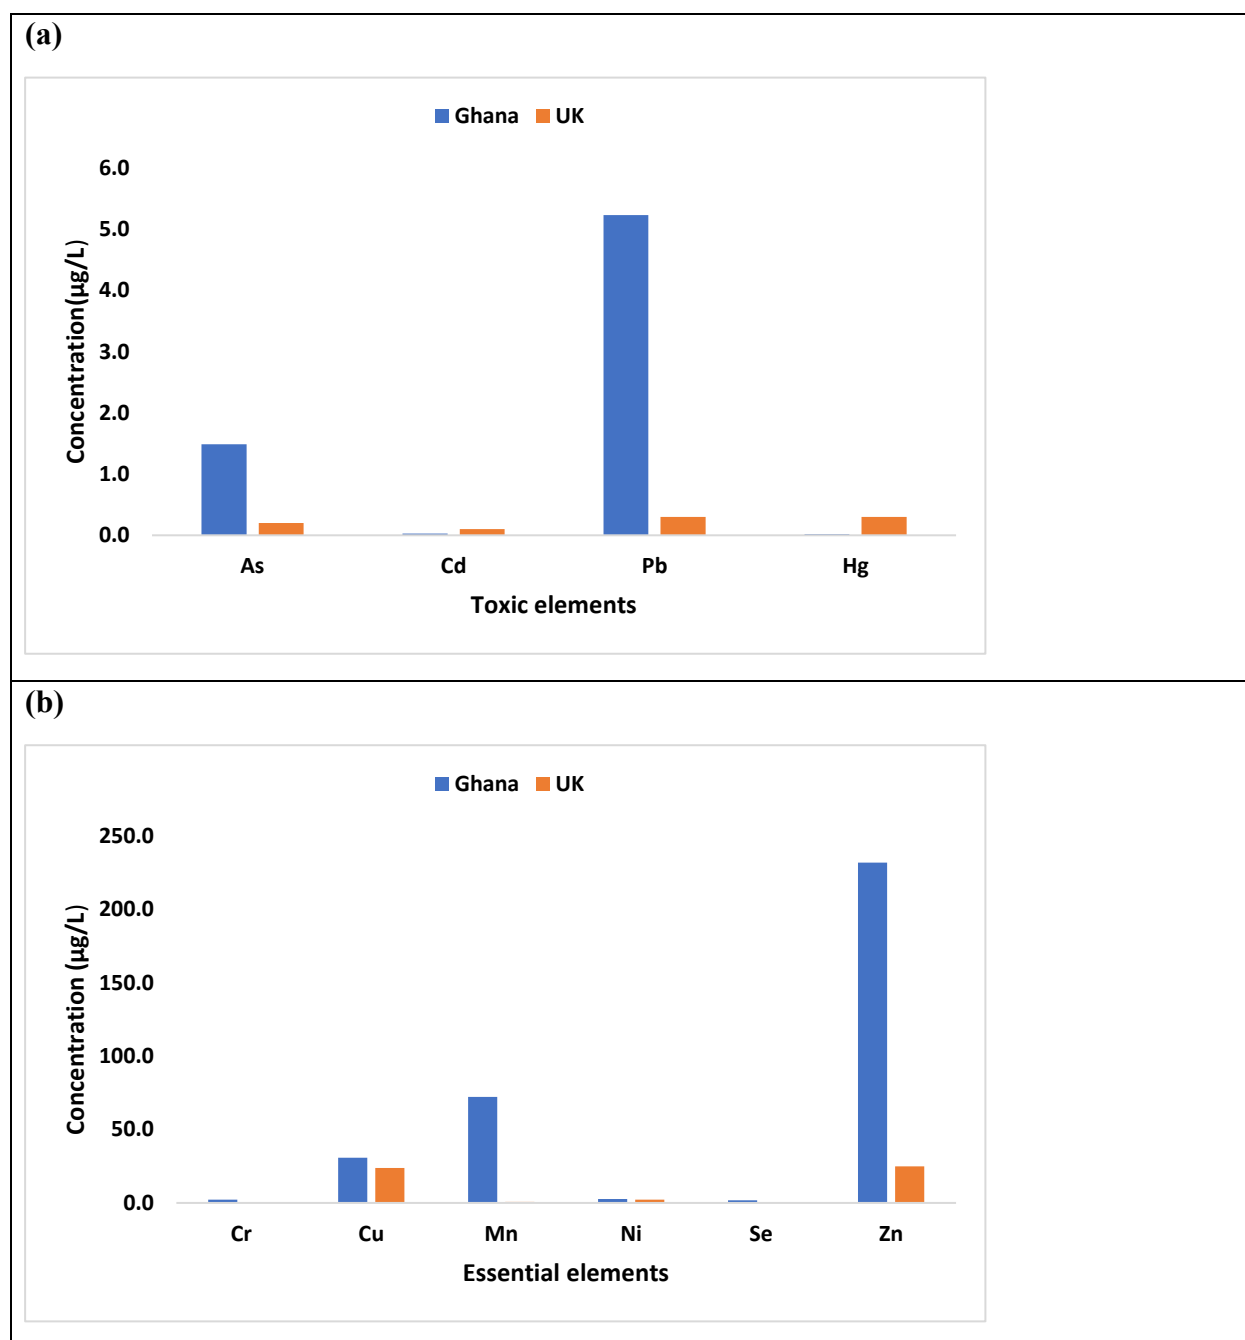 (a)
Ghana UK
6.0
5.0
4.0
3.0
2.0
1.0
0.0
Concentration(µg/L)
As Cd Pb Hg
Toxic elements
(b)
Ghana UK
250.0
200.0
150.0
100.0
50.0
0.0
Concentration (µg/L)
Cr Cu Mn Ni Se Zn
Essential elements